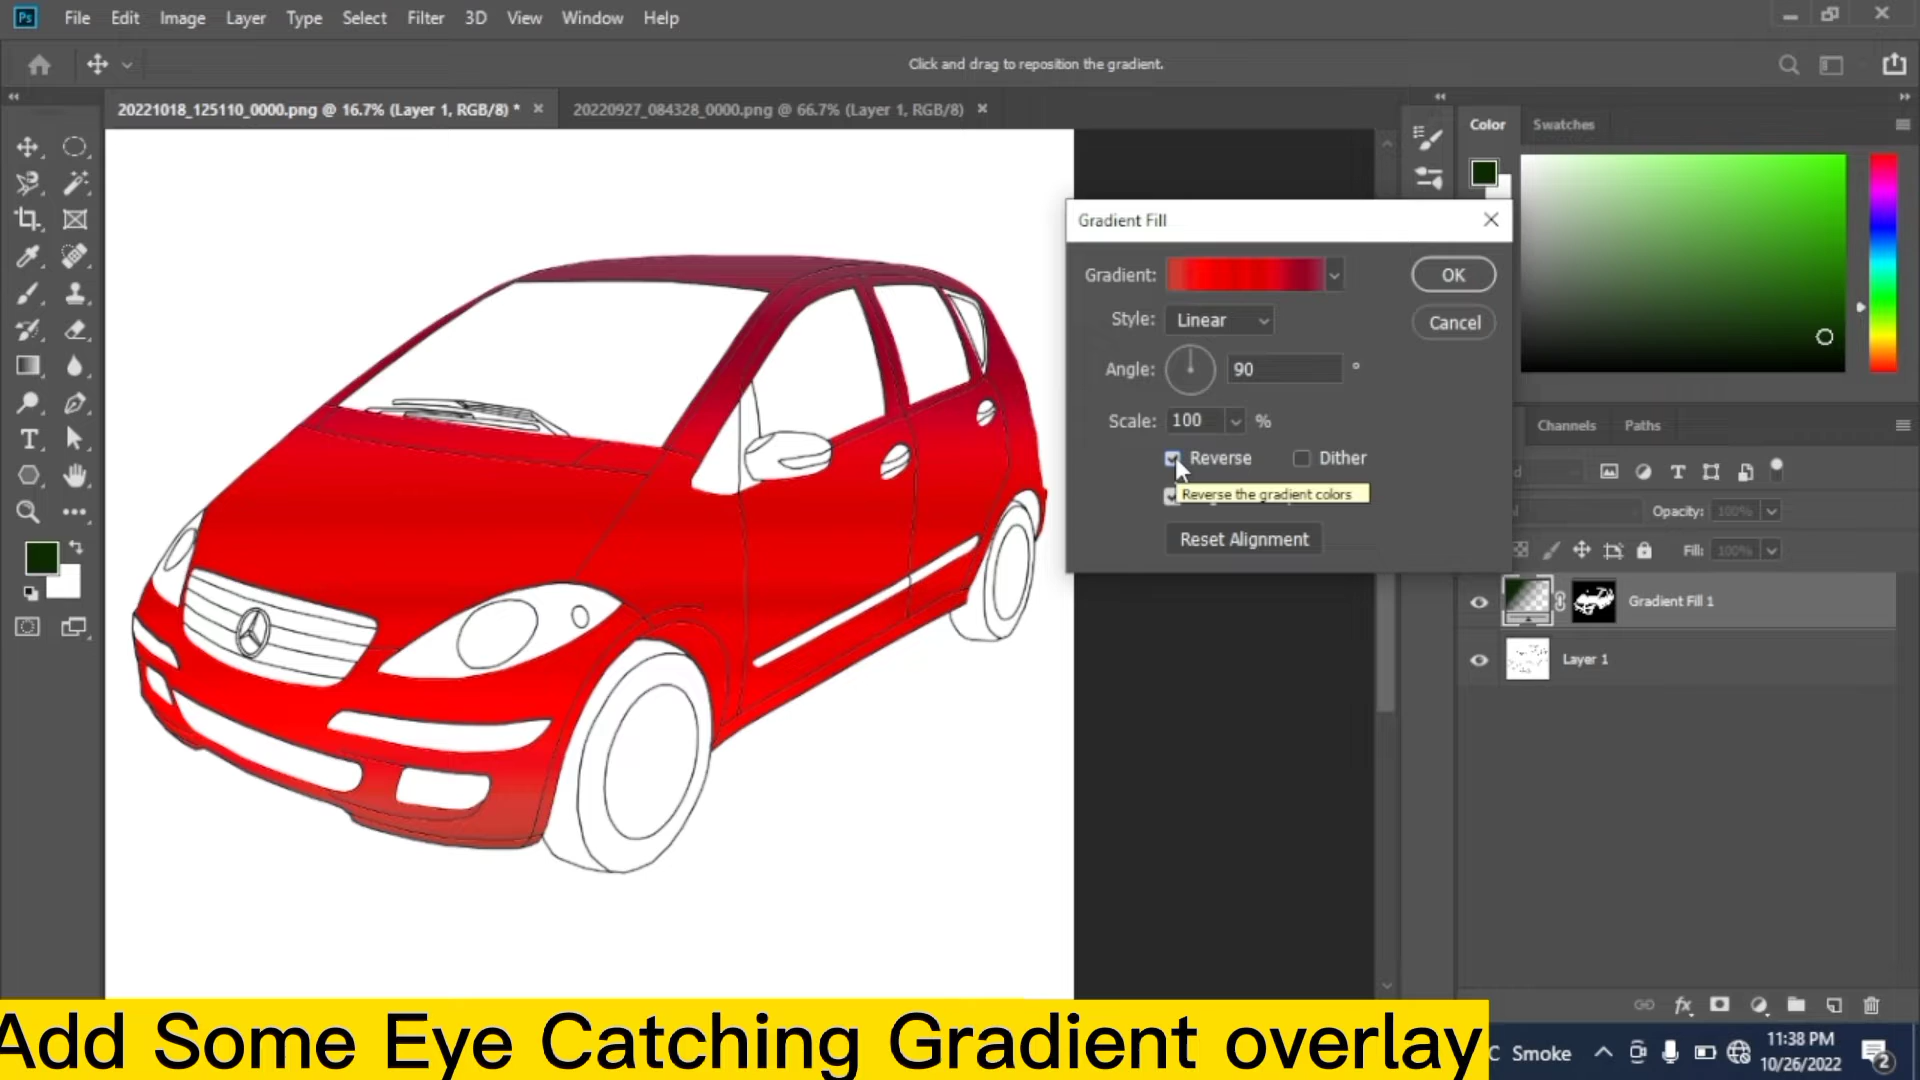 Ps File Edit Image Layer Type Select Filter 3D View Window Help
Click and drag to reposition the gradient.
20221018_125110_0000.png @ 16.7% (Layer 1, RGB/8) *
20220927_084328_0000.png @ 66.7% (Layer 1, RGB/8)
Color Swatches
Gradient Fill
Gradient:
OK
Style: Linear
Cancel
Angle: 90 °
Scale: 100 %
Reverse Dither
Reverse the gradient colors
Reset Alignment
Channels Paths
Opacity: 100%
Fill: 100%
Gradient Fill 1
Layer 1
Add Some Eye Catching Gradient overlay
C Smoke
11:38 PM
10/26/2022
2